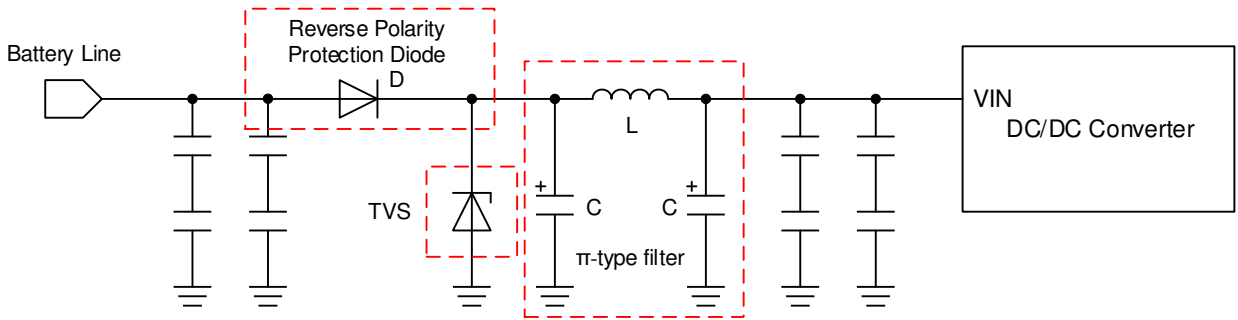 Reverse Polarity
Protection Diode
Battery Line
D
VIN
DC/DC Converter
L
TVS
+
C
+
C
π-type filter